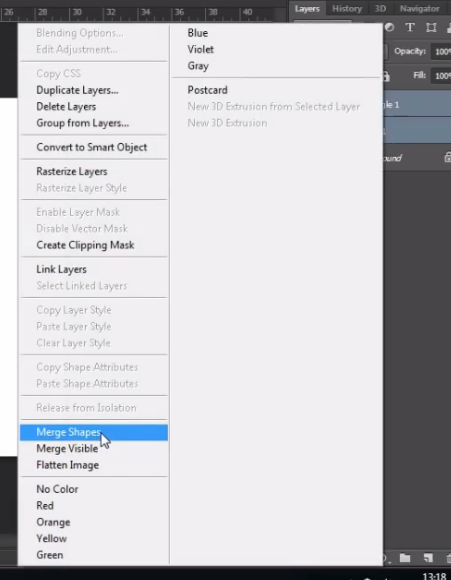 26 28 30 32 34 36 38 40
Layers History 3D Navigator
Blending Options...
Edit Adjustment...
Copy CSS
Duplicate Layers...
Delete Layers
Group from Layers...
Convert to Smart Object
Rasterize Layers
Rasterize Layer Style
Enable Layer Mask
Disable Vector Mask
Create Clipping Mask
Link Layers
Select Linked Layers
Copy Layer Style
Paste Layer Style
Clear Layer Style
Copy Shape Attributes
Paste Shape Attributes
Release from Isolation
Merge Shapes
Merge Visible
Flatten Image
No Color
Red
Orange
Yellow
Green
Blue
Violet
Gray
Postcard
New 3D Extrusion from Selected Layer
New 3D Extrusion
T
Opacity: 100%
Fill: 100%
le 1
ound
13:18